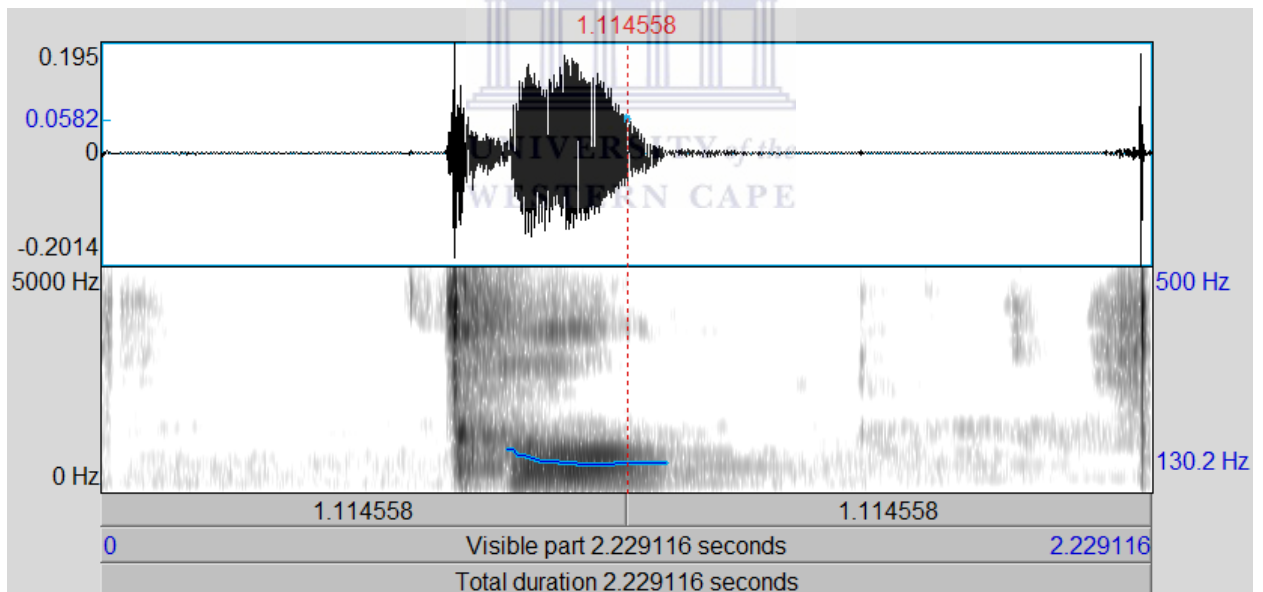 1.114558
0.195
0.0582
0
-0.2014
UNIVERSITY of the
WESTERN CAPE
5000 Hz
500 Hz
0 Hz
130.2 Hz
1.114558 1.114558
0 Visible part 2.229116 seconds 2.229116
Total duration 2.229116 seconds